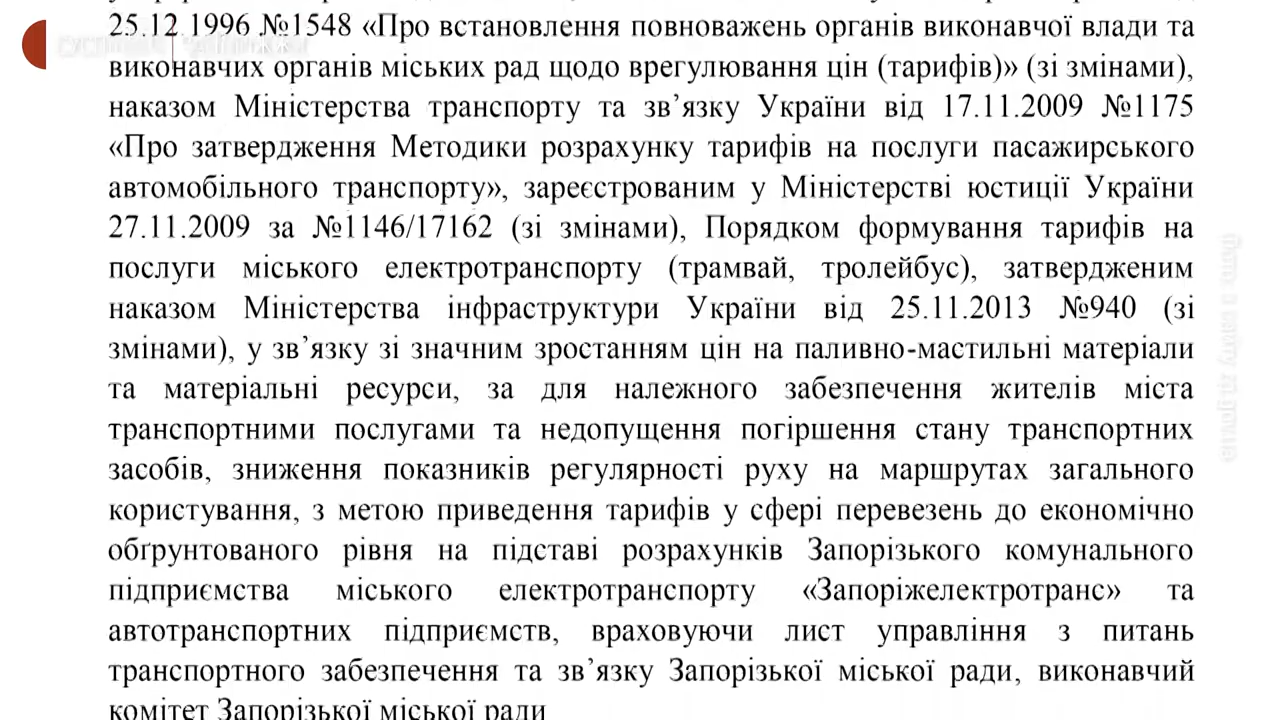 25.12.1996 №1548 «Про встановлення повноважень органів виконавчої влади та
виконавчих органів міських рад щодо врегулювання цін (тарифів)» (зі змінами),
наказом Міністерства транспорту та зв’язку України від 17.11.2009 №1175
«Про затвердження Методики розрахунку тарифів на послуги пасажирського
автомобільного транспорту», зареєстрованим у Міністерстві юстиції України
27.11.2009 за №1146/17162 (зі змінами), Порядком формування тарифів на
послуги міського електротранспорту (трамвай, тролейбус), затвердженим
наказом Міністерства інфраструктури України від 25.11.2013 №940 (зі
змінами), у зв’язку зі значним зростанням цін на паливно-мастильні матеріали
та матеріальні ресурси, за для належного забезпечення жителів міста
транспортними послугами та недопущення погіршення стану транспортних
засобів, зниження показників регулярності руху на маршрутах загального
користування, з метою приведення тарифів у сфері перевезень до економічно
обґрунтованого рівня на підставі розрахунків Запорізького комунального
підприємства міського електротранспорту «Запоріжелектротранс» та
автотранспортних підприємств, враховуючи лист управління з питань
транспортного забезпечення та зв’язку Запорізької міської ради, виконавчий
комітет Запорізької міської ради